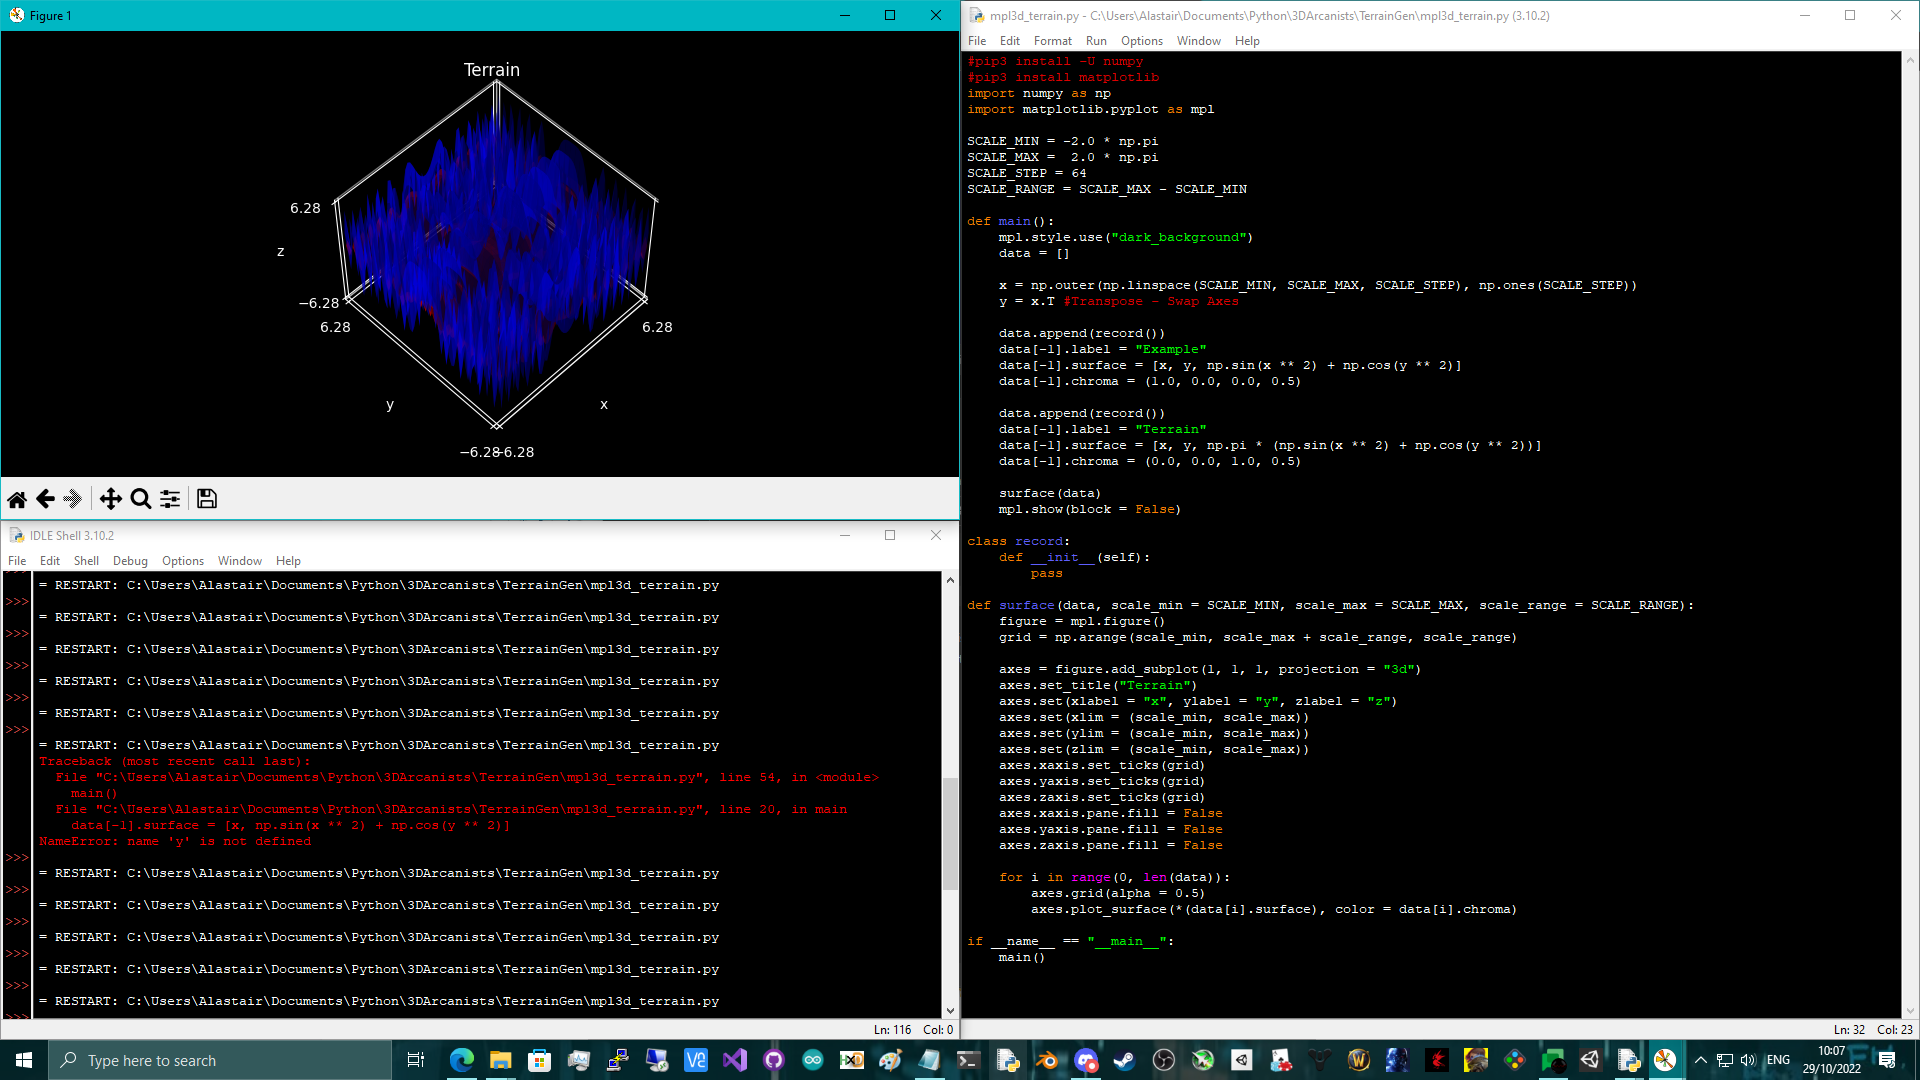 Figure 1
Terrain
6.28
z
−6.28
6.28
6.28
y
x
−6.28
−6.28
IDLE Shell 3.10.2
File Edit Shell Debug Options Window Help
>>>
= RESTART: C:\Users\Alastair\Documents\Python\3DArcanists\TerrainGen\mpl3d_terrain.py
>>>
= RESTART: C:\Users\Alastair\Documents\Python\3DArcanists\TerrainGen\mpl3d_terrain.py
>>>
= RESTART: C:\Users\Alastair\Documents\Python\3DArcanists\TerrainGen\mpl3d_terrain.py
>>>
= RESTART: C:\Users\Alastair\Documents\Python\3DArcanists\TerrainGen\mpl3d_terrain.py
>>>
= RESTART: C:\Users\Alastair\Documents\Python\3DArcanists\TerrainGen\mpl3d_terrain.py
>>>
= RESTART: C:\Users\Alastair\Documents\Python\3DArcanists\TerrainGen\mpl3d_terrain.py
Traceback (most recent call last):
  File "C:\Users\Alastair\Documents\Python\3DArcanists\TerrainGen\mpl3d_terrain.py", line 54, in <module>
    main()
  File "C:\Users\Alastair\Documents\Python\3DArcanists\TerrainGen\mpl3d_terrain.py", line 20, in main
    data[-1].surface = [x, np.sin(x ** 2) + np.cos(y ** 2)]
NameError: name 'y' is not defined
>>>
= RESTART: C:\Users\Alastair\Documents\Python\3DArcanists\TerrainGen\mpl3d_terrain.py
>>>
= RESTART: C:\Users\Alastair\Documents\Python\3DArcanists\TerrainGen\mpl3d_terrain.py
>>>
= RESTART: C:\Users\Alastair\Documents\Python\3DArcanists\TerrainGen\mpl3d_terrain.py
>>>
= RESTART: C:\Users\Alastair\Documents\Python\3DArcanists\TerrainGen\mpl3d_terrain.py
>>>
= RESTART: C:\Users\Alastair\Documents\Python\3DArcanists\TerrainGen\mpl3d_terrain.py
>>>
Ln: 116 Col: 0
mpl3d_terrain.py - C:\Users\Alastair\Documents\Python\3DArcanists\TerrainGen\mpl3d_terrain.py (3.10.2)
File Edit Format Run Options Window Help
#pip3 install -U numpy
#pip3 install matplotlib
import numpy as np
import matplotlib.pyplot as mpl
SCALE_MIN = -2.0 * np.pi
SCALE_MAX =  2.0 * np.pi
SCALE_STEP = 64
SCALE_RANGE = SCALE_MAX - SCALE_MIN
def main():
    mpl.style.use("dark_background")
    data = []
    x = np.outer(np.linspace(SCALE_MIN, SCALE_MAX, SCALE_STEP), np.ones(SCALE_STEP))
    y = x.T #Transpose - Swap Axes
    data.append(record())
    data[-1].label = "Example"
    data[-1].surface = [x, y, np.sin(x ** 2) + np.cos(y ** 2)]
    data[-1].chroma = (1.0, 0.0, 0.0, 0.5)
    data.append(record())
    data[-1].label = "Terrain"
    data[-1].surface = [x, y, np.pi * (np.sin(x ** 2) + np.cos(y ** 2))]
    data[-1].chroma = (0.0, 0.0, 1.0, 0.5)
    surface(data)
    mpl.show(block = False)
class record:
    def __init__(self):
        pass
def surface(data, scale_min = SCALE_MIN, scale_max = SCALE_MAX, scale_range = SCALE_RANGE):
    figure = mpl.figure()
    grid = np.arange(scale_min, scale_max + scale_range, scale_range)
    axes = figure.add_subplot(1, 1, 1, projection = "3d")
    axes.set_title("Terrain")
    axes.set(xlabel = "x", ylabel = "y", zlabel = "z")
    axes.set(xlim = (scale_min, scale_max))
    axes.set(ylim = (scale_min, scale_max))
    axes.set(zlim = (scale_min, scale_max))
    axes.xaxis.set_ticks(grid)
    axes.yaxis.set_ticks(grid)
    axes.zaxis.set_ticks(grid)
    axes.xaxis.pane.fill = False
    axes.yaxis.pane.fill = False
    axes.zaxis.pane.fill = False
    for i in range(0, len(data)):
        axes.grid(alpha = 0.5)
        axes.plot_surface(*(data[i].surface), color = data[i].chroma)
if __name__ == "__main__":
    main()
Ln: 32 Col: 23
Type here to search
VE
HXD
ENG
10:07
29/10/2022